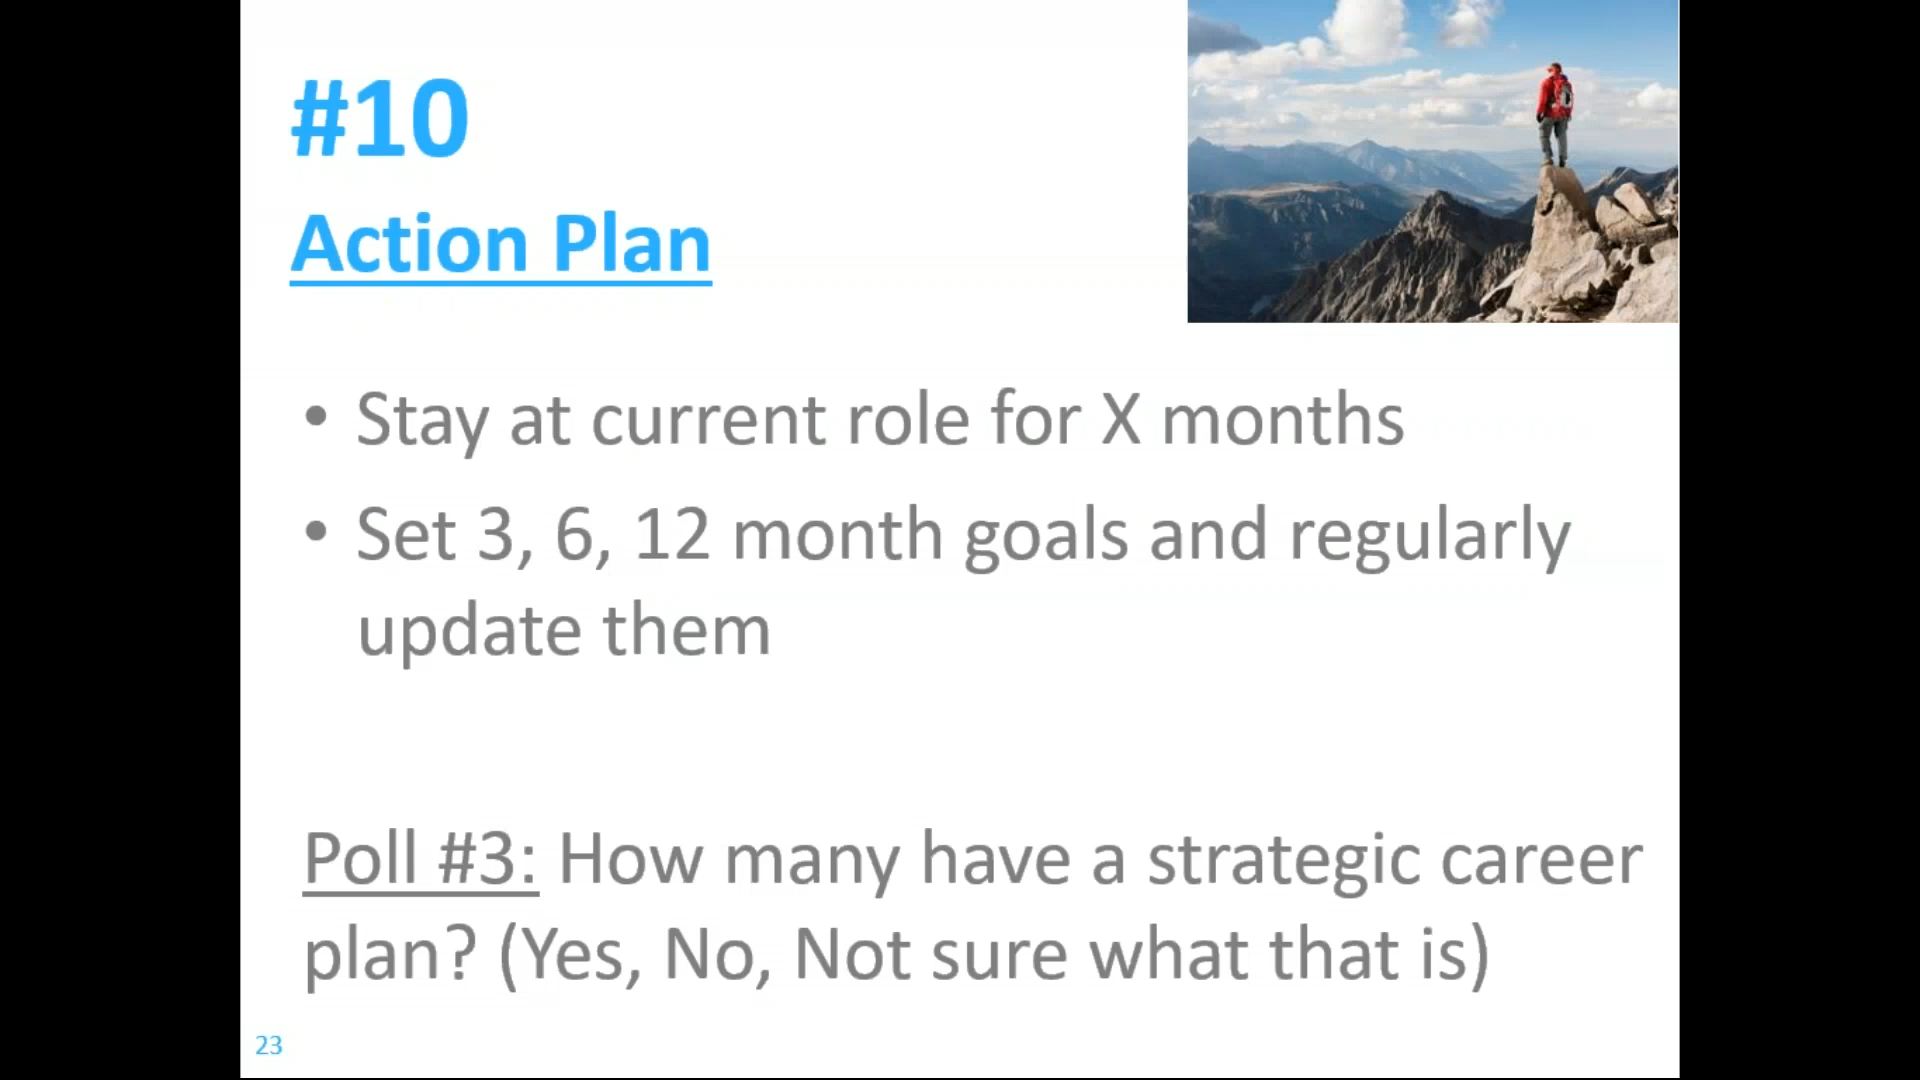 #10
Action Plan
• Stay at current role for X months
• Set 3, 6, 12 month goals and regularly
update them
Poll #3: How many have a strategic career
plan? (Yes, No, Not sure what that is)
23